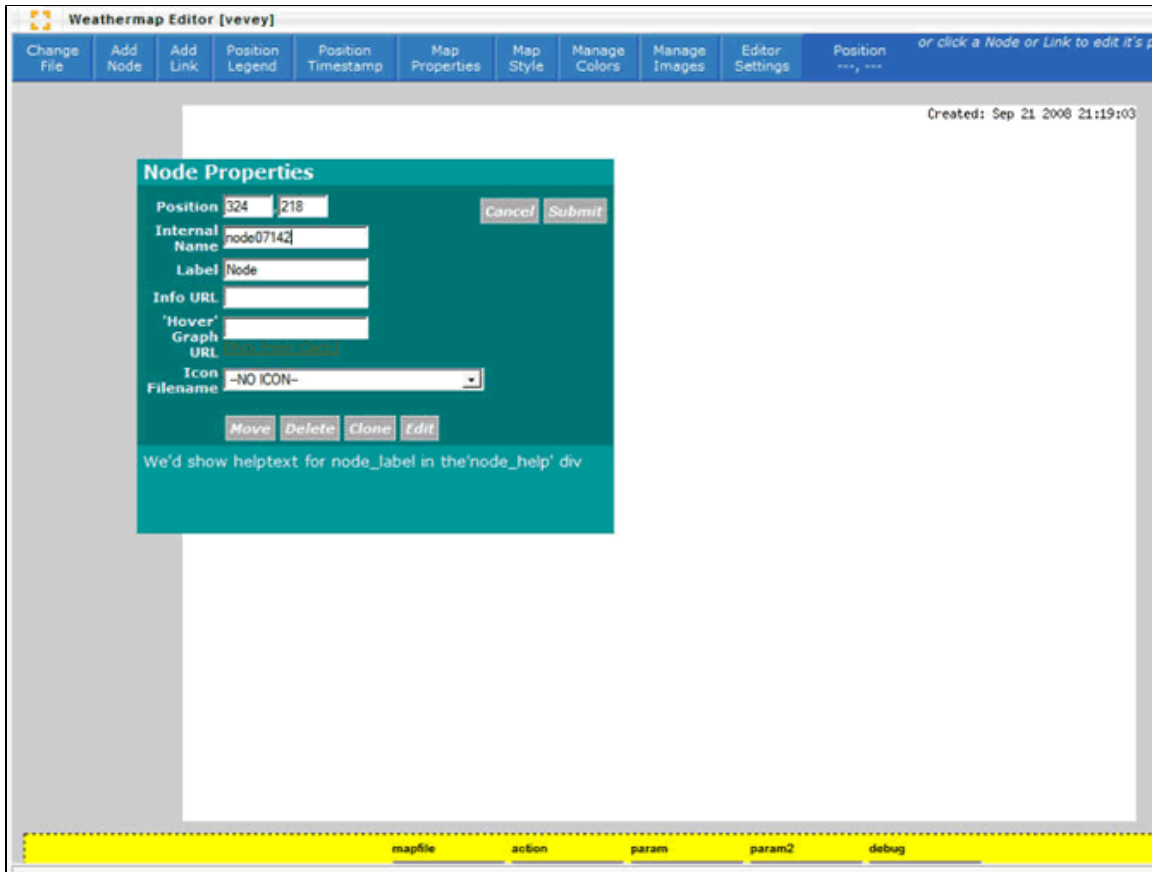 Weathermap Editor [vevey]
Change File
Add Node
Add Link
Position Legend
Position Timestamp
Map Properties
Map Style
Manage Colors
Manage Images
Editor Settings
Position ---, ---
or click a Node or Link to edit it's p
Created: Sep 21 2008 21:19:03
Node Properties
Position 324 , 218
Cancel Submit
Internal Name node07142
Label Node
Info URL
'Hover' Graph URL
Icon Filename --NO ICON--
Move Delete Clone Edit
We'd show helptext for node_label in the'node_help' div
mapfile action param param2 debug